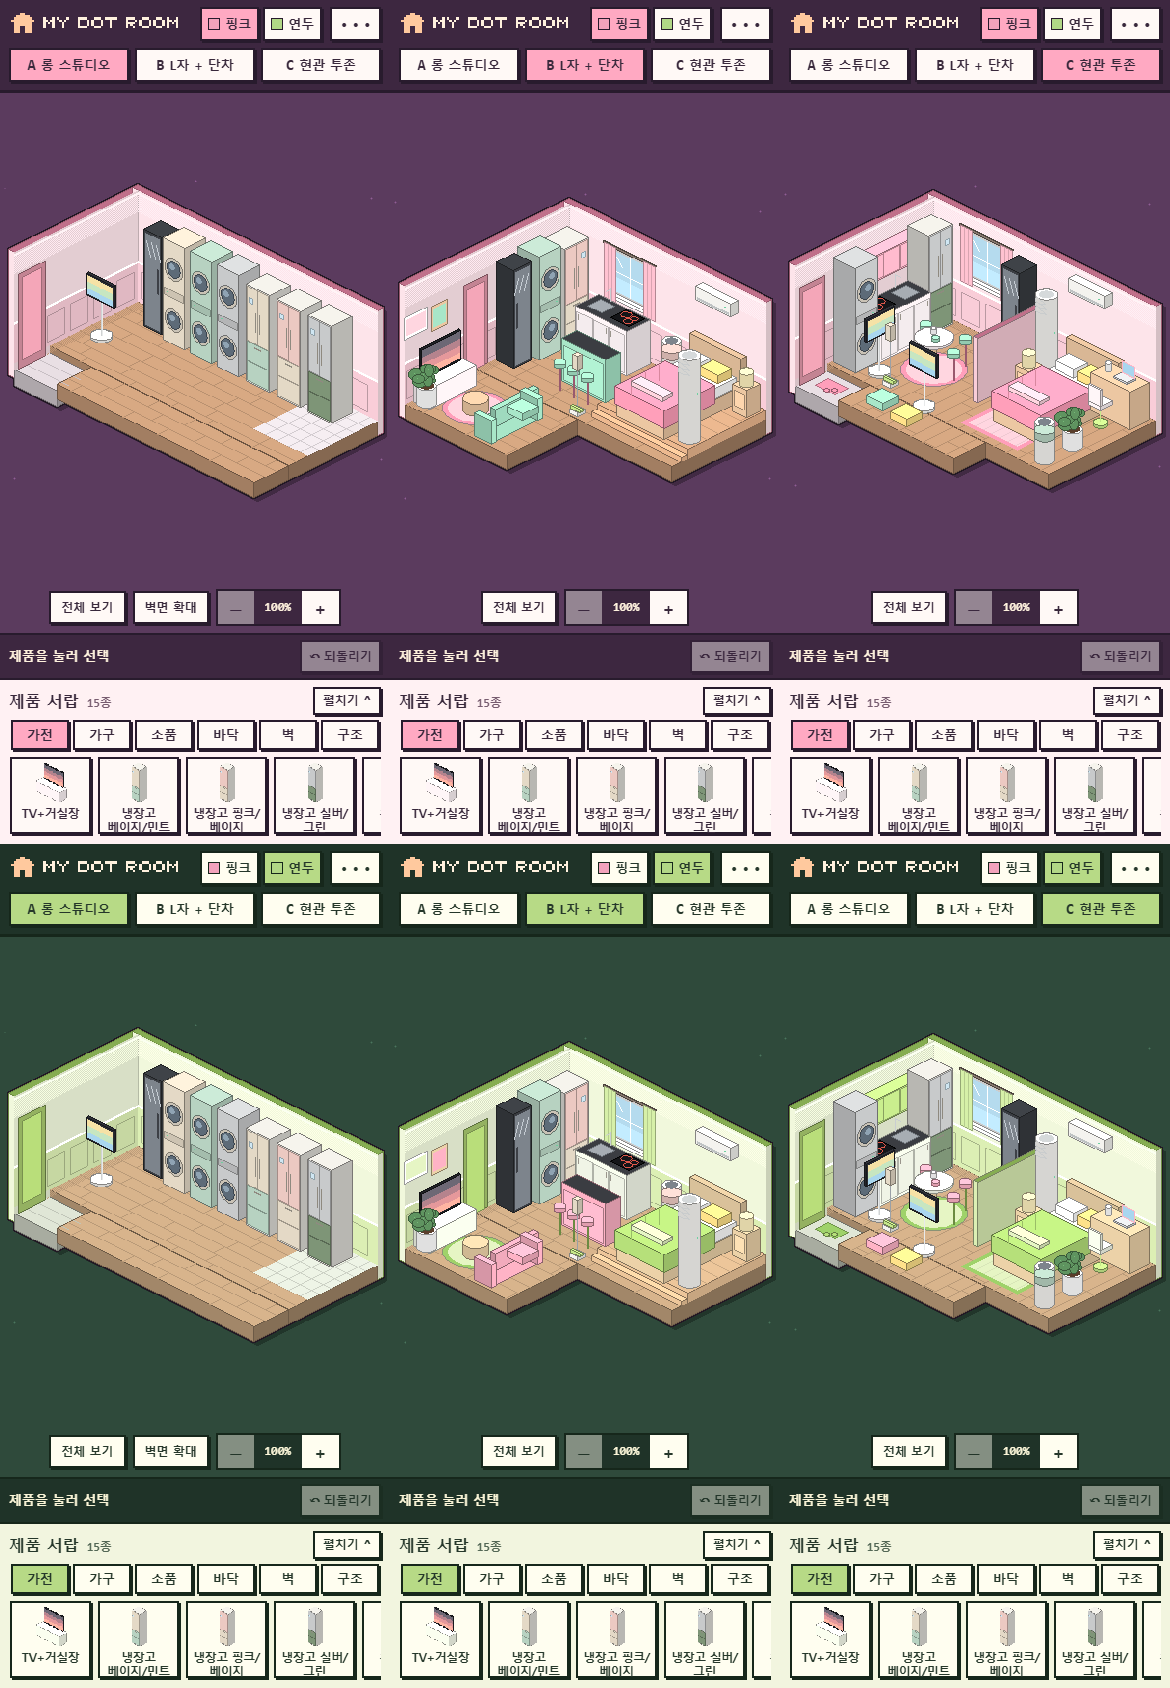 MY DOT ROOM 핑크 연두 •••
A 롱 스튜디오 B L자 + 단차 C 현관 투존
전체 보기 벽면 확대 — 100% +
제품을 눌러 선택 ↶ 되돌리기
제품 서랍 15종 펼치기 ^
가전 가구 소품 바닥 벽 구조
TV+거실장 냉장고 베이지/민트 냉장고 핑크/베이지 냉장고 실버/그린
MY DOT ROOM 핑크 연두 •••
A 롱 스튜디오 B L자 + 단차 C 현관 투존
전체 보기 — 100% +
제품을 눌러 선택 ↶ 되돌리기
제품 서랍 15종 펼치기 ^
가전 가구 소품 바닥 벽 구조
TV+거실장 냉장고 베이지/민트 냉장고 핑크/베이지 냉장고 실버/그린
MY DOT ROOM 핑크 연두 •••
A 롱 스튜디오 B L자 + 단차 C 현관 투존
전체 보기 — 100% +
제품을 눌러 선택 ↶ 되돌리기
제품 서랍 15종 펼치기 ^
가전 가구 소품 바닥 벽 구조
TV+거실장 냉장고 베이지/민트 냉장고 핑크/베이지 냉장고 실버/그린
MY DOT ROOM 핑크 연두 •••
A 롱 스튜디오 B L자 + 단차 C 현관 투존
전체 보기 벽면 확대 — 100% +
제품을 눌러 선택 ↶ 되돌리기
제품 서랍 15종 펼치기 ^
가전 가구 소품 바닥 벽 구조
TV+거실장 냉장고 베이지/민트 냉장고 핑크/베이지 냉장고 실버/그린
MY DOT ROOM 핑크 연두 •••
A 롱 스튜디오 B L자 + 단차 C 현관 투존
전체 보기 — 100% +
제품을 눌러 선택 ↶ 되돌리기
제품 서랍 15종 펼치기 ^
가전 가구 소품 바닥 벽 구조
TV+거실장 냉장고 베이지/민트 냉장고 핑크/베이지 냉장고 실버/그린
MY DOT ROOM 핑크 연두 •••
A 롱 스튜디오 B L자 + 단차 C 현관 투존
전체 보기 — 100% +
제품을 눌러 선택 ↶ 되돌리기
제품 서랍 15종 펼치기 ^
가전 가구 소품 바닥 벽 구조
TV+거실장 냉장고 베이지/민트 냉장고 핑크/베이지 냉장고 실버/그린